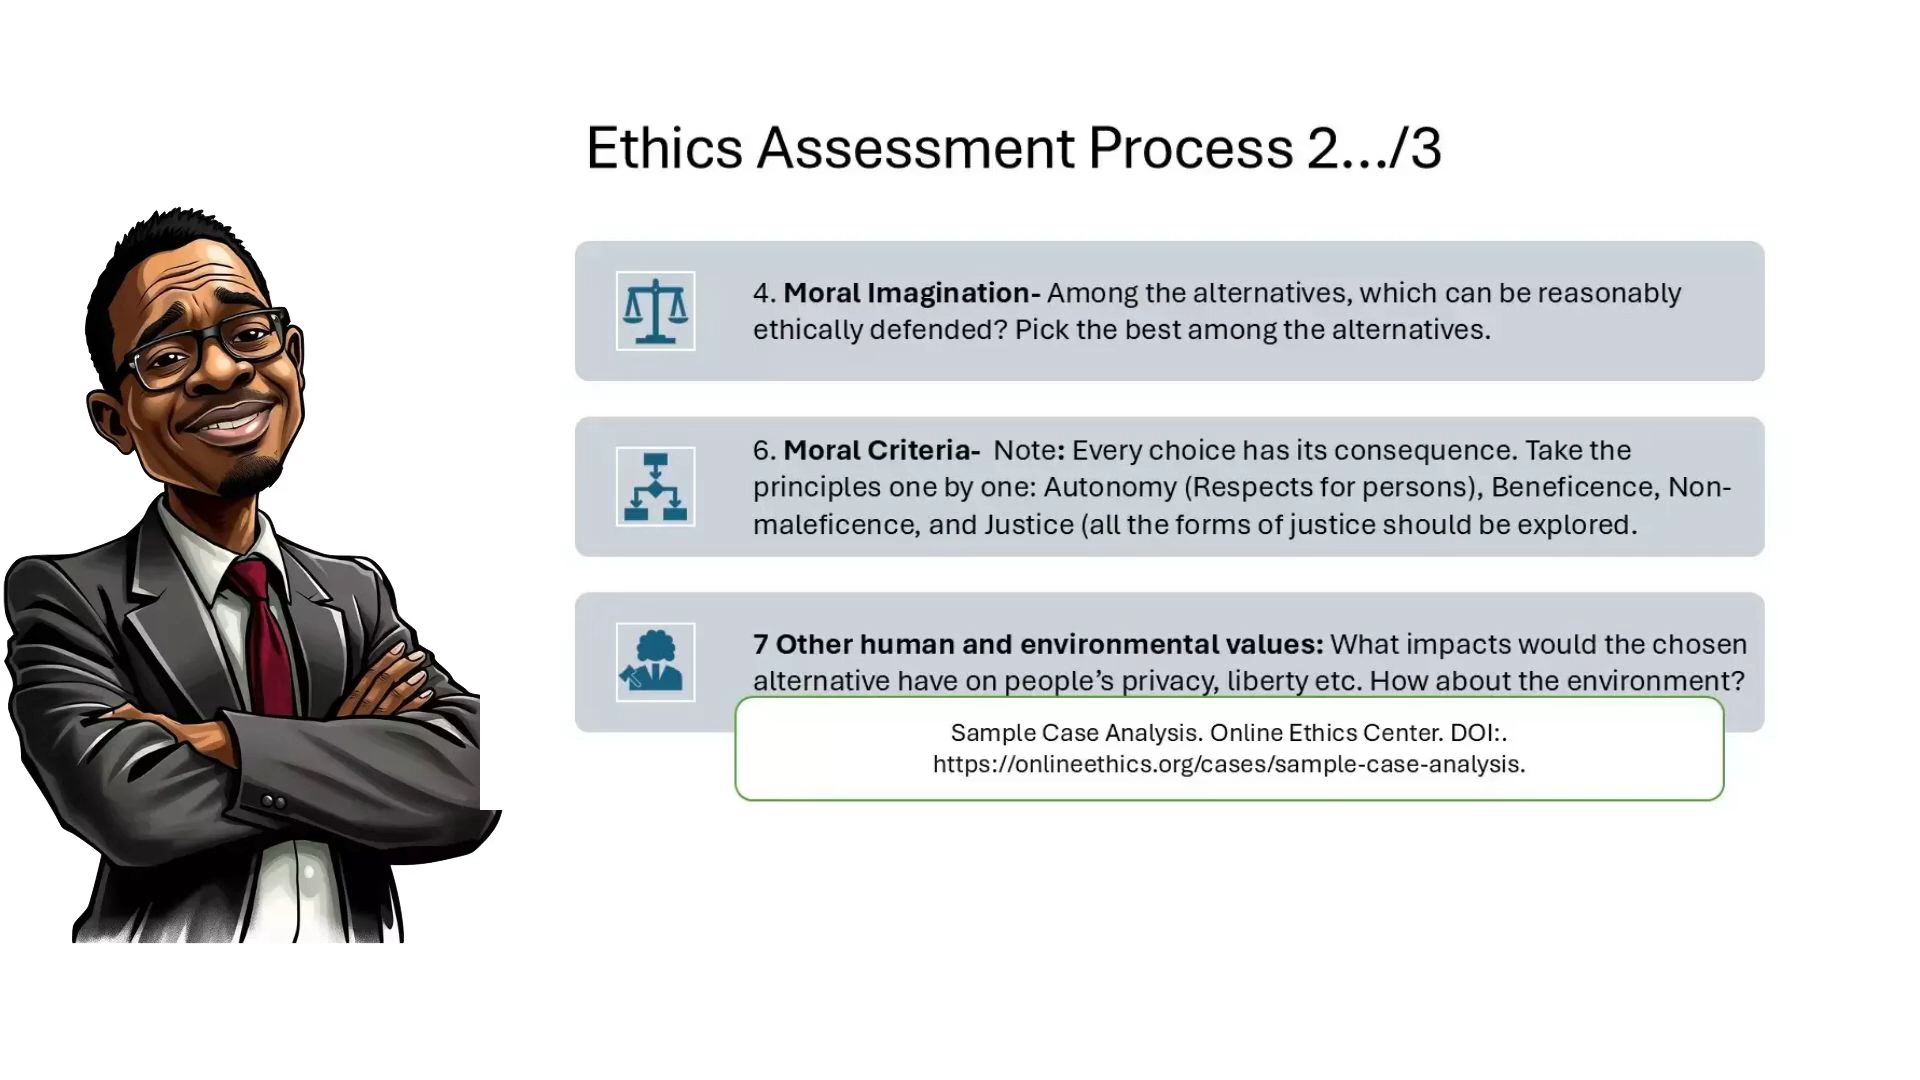 Ethics Assessment Process 2.../3
4. Moral Imagination- Among the alternatives, which can be reasonably
ethically defended? Pick the best among the alternatives.
6. Moral Criteria-  Note: Every choice has its consequence. Take the
principles one by one: Autonomy (Respects for persons), Beneficence, Non-
maleficence, and Justice (all the forms of justice should be explored.
7 Other human and environmental values: What impacts would the chosen
alternative have on people’s privacy, liberty etc. How about the environment?
Sample Case Analysis. Online Ethics Center. DOI:.
https://onlineethics.org/cases/sample-case-analysis.